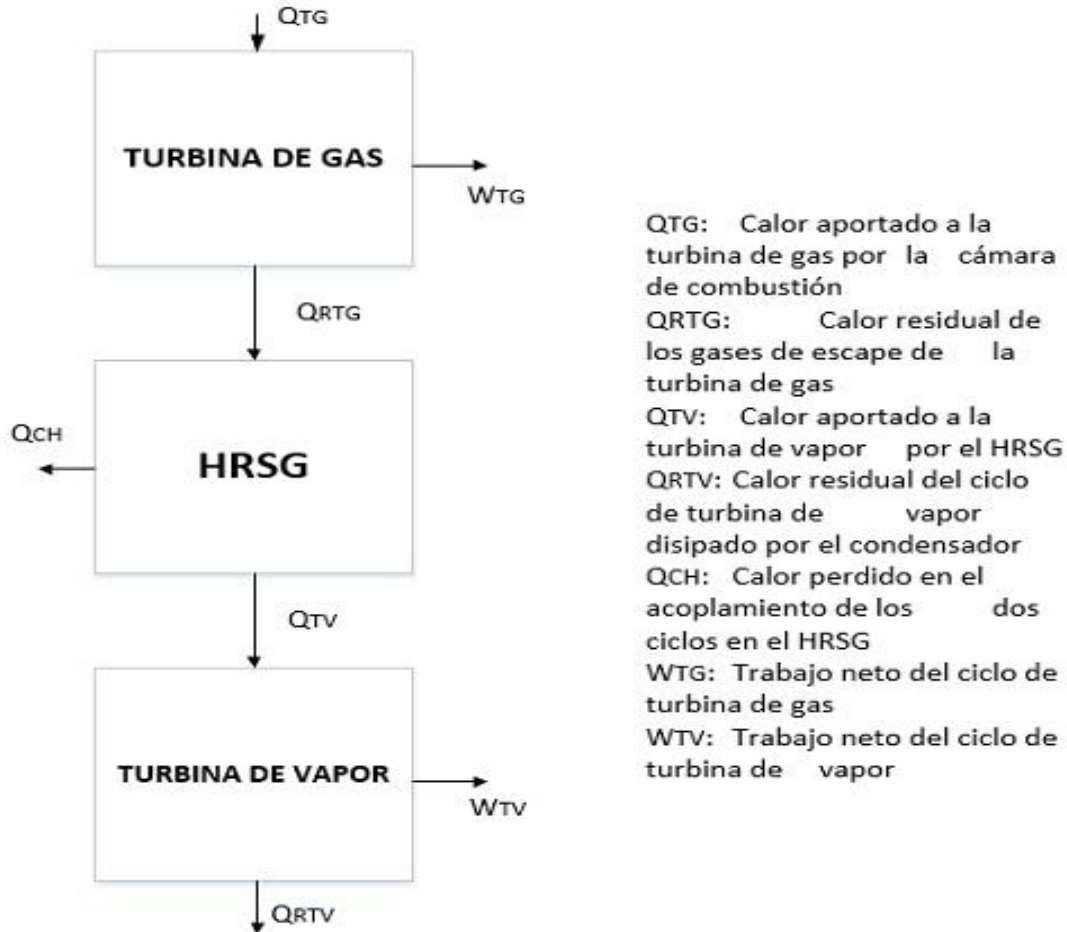 QTG
TURBINA DE GAS
WTG
QRTG
QCH
HRSG
QTV
TURBINA DE VAPOR
WTV
QRTV
QTG: Calor aportado a la
turbina de gas por la cámara
de combustión
QRTG: Calor residual de
los gases de escape de la
turbina de gas
QTV: Calor aportado a la
turbina de vapor por el HRSG
QRTV: Calor residual del ciclo
de turbina de vapor
disipado por el condensador
QCH: Calor perdido en el
acoplamiento de los dos
ciclos en el HRSG
WTG: Trabajo neto del ciclo de
turbina de gas
WTV: Trabajo neto del ciclo de
turbina de vapor